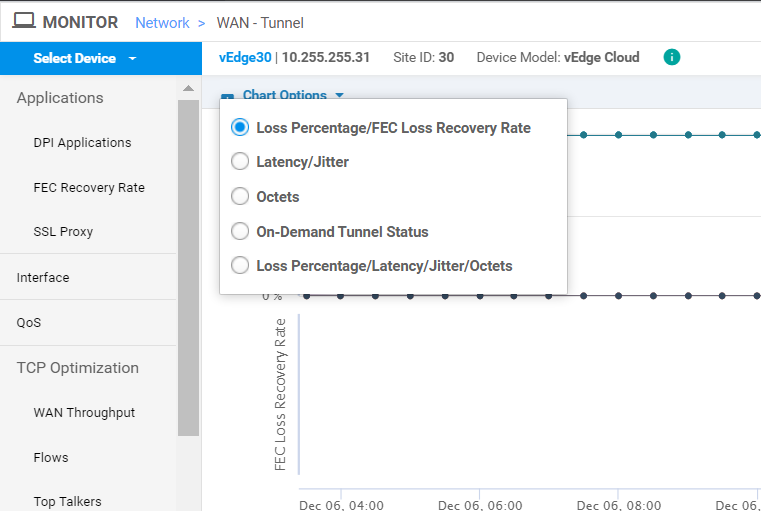 MONITOR Network > WAN - Tunnel
Select Device
vEdge30 | 10.255.255.31 Site ID: 30 Device Model: vEdge Cloud i
Applications
DPI Applications
FEC Recovery Rate
SSL Proxy
Interface
QoS
TCP Optimization
WAN Throughput
Flows
Top Talkers
Chart Options
Loss Percentage/FEC Loss Recovery Rate
Latency/Jitter
Octets
On-Demand Tunnel Status
Loss Percentage/Latency/Jitter/Octets
0 %
FEC Loss Recovery Rate
Dec 06, 04:00 Dec 06, 06:00 Dec 06, 08:00 Dec 06,